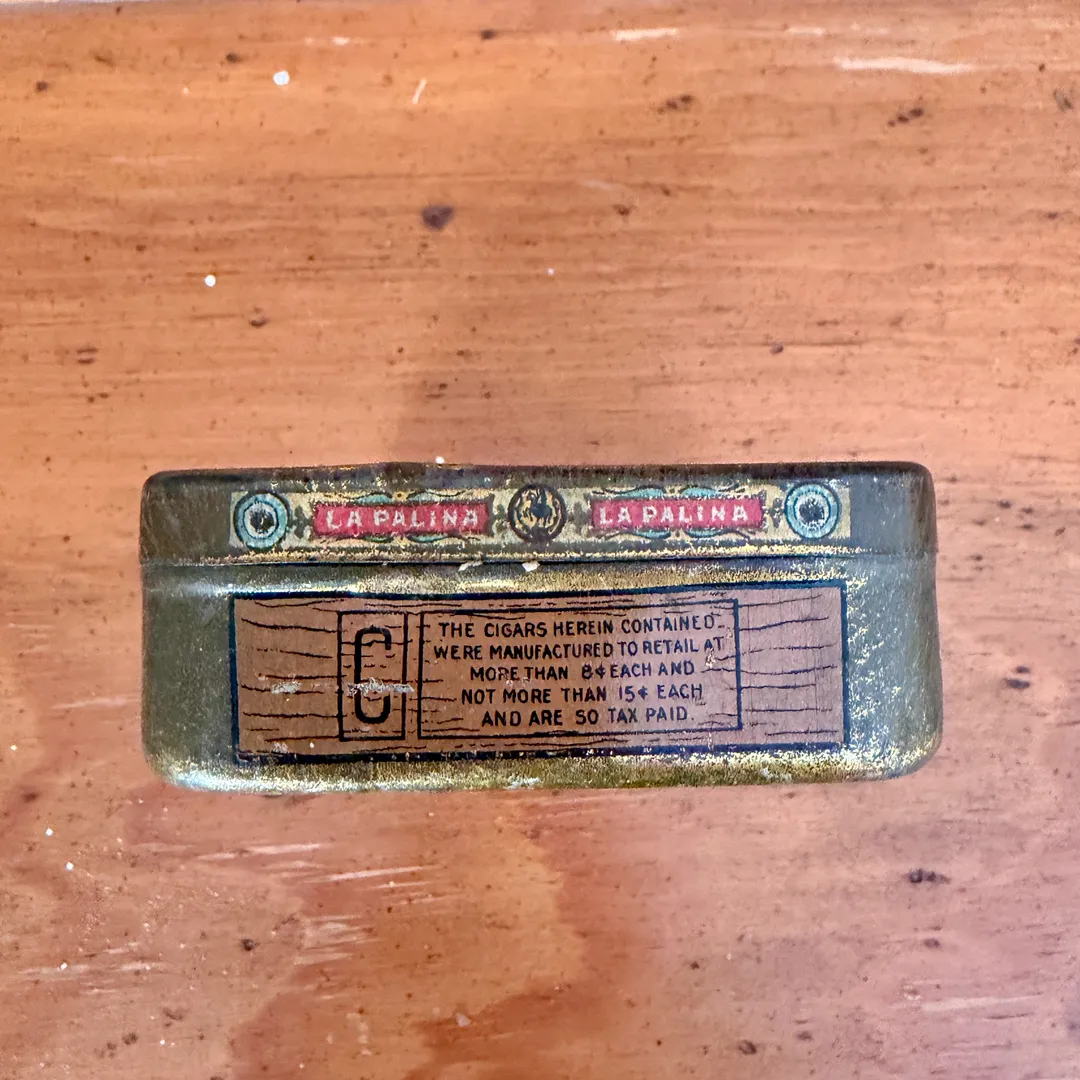 LA PALINA LA PALINA
C
THE CIGARS HEREIN CONTAINED
WERE MANUFACTURED TO RETAIL AT
MORE THAN 8¢ EACH AND
NOT MORE THAN 15¢ EACH
AND ARE SO TAX PAID.